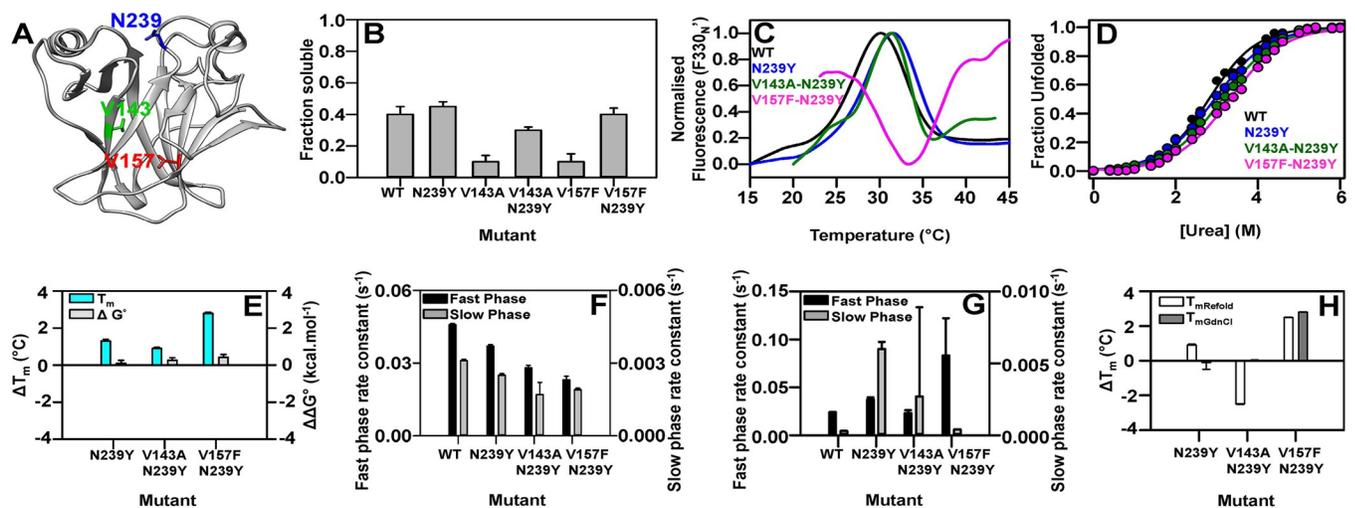 A
N239
V143
V157
B
Fraction soluble
1.0
0.8
0.6
0.4
0.2
0.0
WT N239Y V143A V143A N239Y V157F V157F N239Y
Mutant
C
Normalised
Fluorescence (F330N')
1.0
0.8
0.6
0.4
0.2
0.0
WT
N239Y
V143A-N239Y
V157F-N239Y
15 20 25 30 35 40 45
Temperature (°C)
D
Fraction Unfolded
1.0
0.8
0.6
0.4
0.2
0.0
WT
N239Y
V143A-N239Y
V157F-N239Y
0 2 4 6
[Urea] (M)
E
ΔTm (°C)
4
2
0
-2
-4
Tm
Δ G°
4
2
0
-2
-4
ΔΔG° (kcal.mol-1)
N239Y V143A N239Y V157F N239Y
Mutant
F
Fast phase rate constant (s-1)
0.06
0.03
0.00
Fast Phase
Slow Phase
0.006
0.003
0.000
Slow phase rate constant (s-1)
WT N239Y V143A N239Y V157F N239Y
Mutant
G
Fast phase rate constant (s-1)
0.15
0.10
0.05
0.00
Fast Phase
Slow Phase
0.010
0.005
0.000
Slow phase rate constant (s-1)
WT N239Y V143A N239Y V157F N239Y
Mutant
H
ΔTm (°C)
4
2
0
-2
-4
TmRefold
TmGdnCl
N239Y V143A N239Y V157F N239Y
Mutant